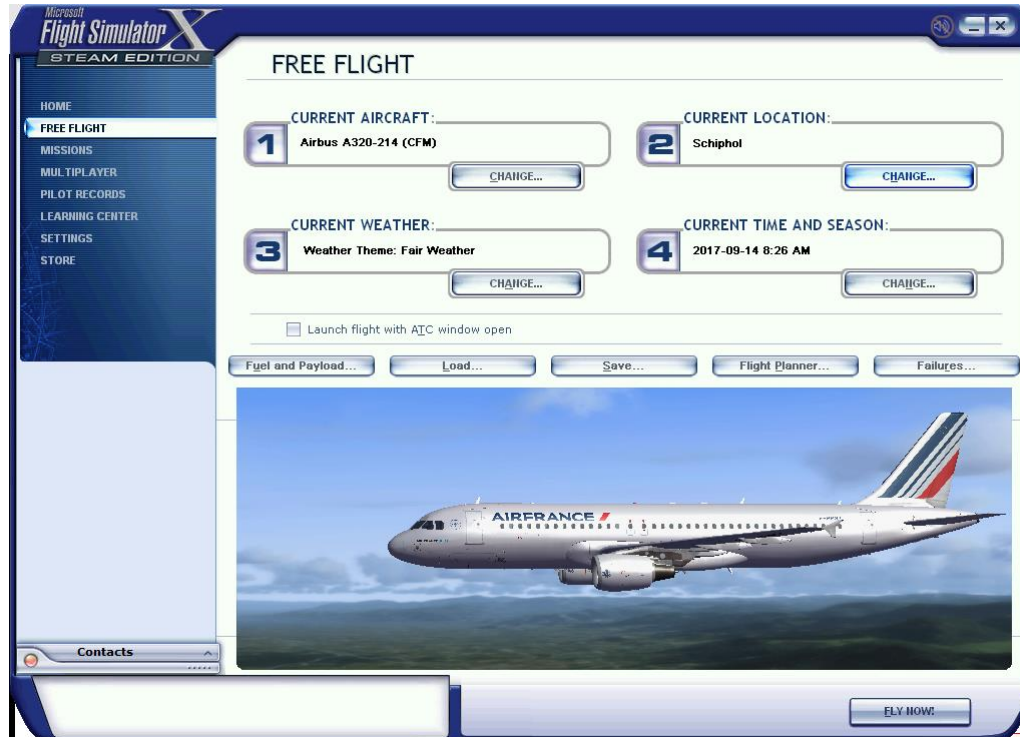 Microsoft
Flight Simulator X
STEAM EDITION
HOME
FREE FLIGHT
MISSIONS
MULTIPLAYER
PILOT RECORDS
LEARNING CENTER
SETTINGS
STORE
FREE FLIGHT
1
CURRENT AIRCRAFT:
Airbus A320-214 (CFM)
CHANGE...
2
CURRENT LOCATION:
Schiphol
CHANGE...
3
CURRENT WEATHER:
Weather Theme: Fair Weather
CHANGE...
4
CURRENT TIME AND SEASON:
2017-09-14 8:26 AM
CHANGE...
Launch flight with ATC window open
Fuel and Payload...
Load...
Save...
Flight Planner...
Failures...
AIRFRANCE
Contacts
FLY NOW!